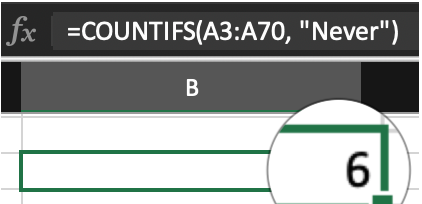 fx =COUNTIFS(A3:A70, "Never")
B
6